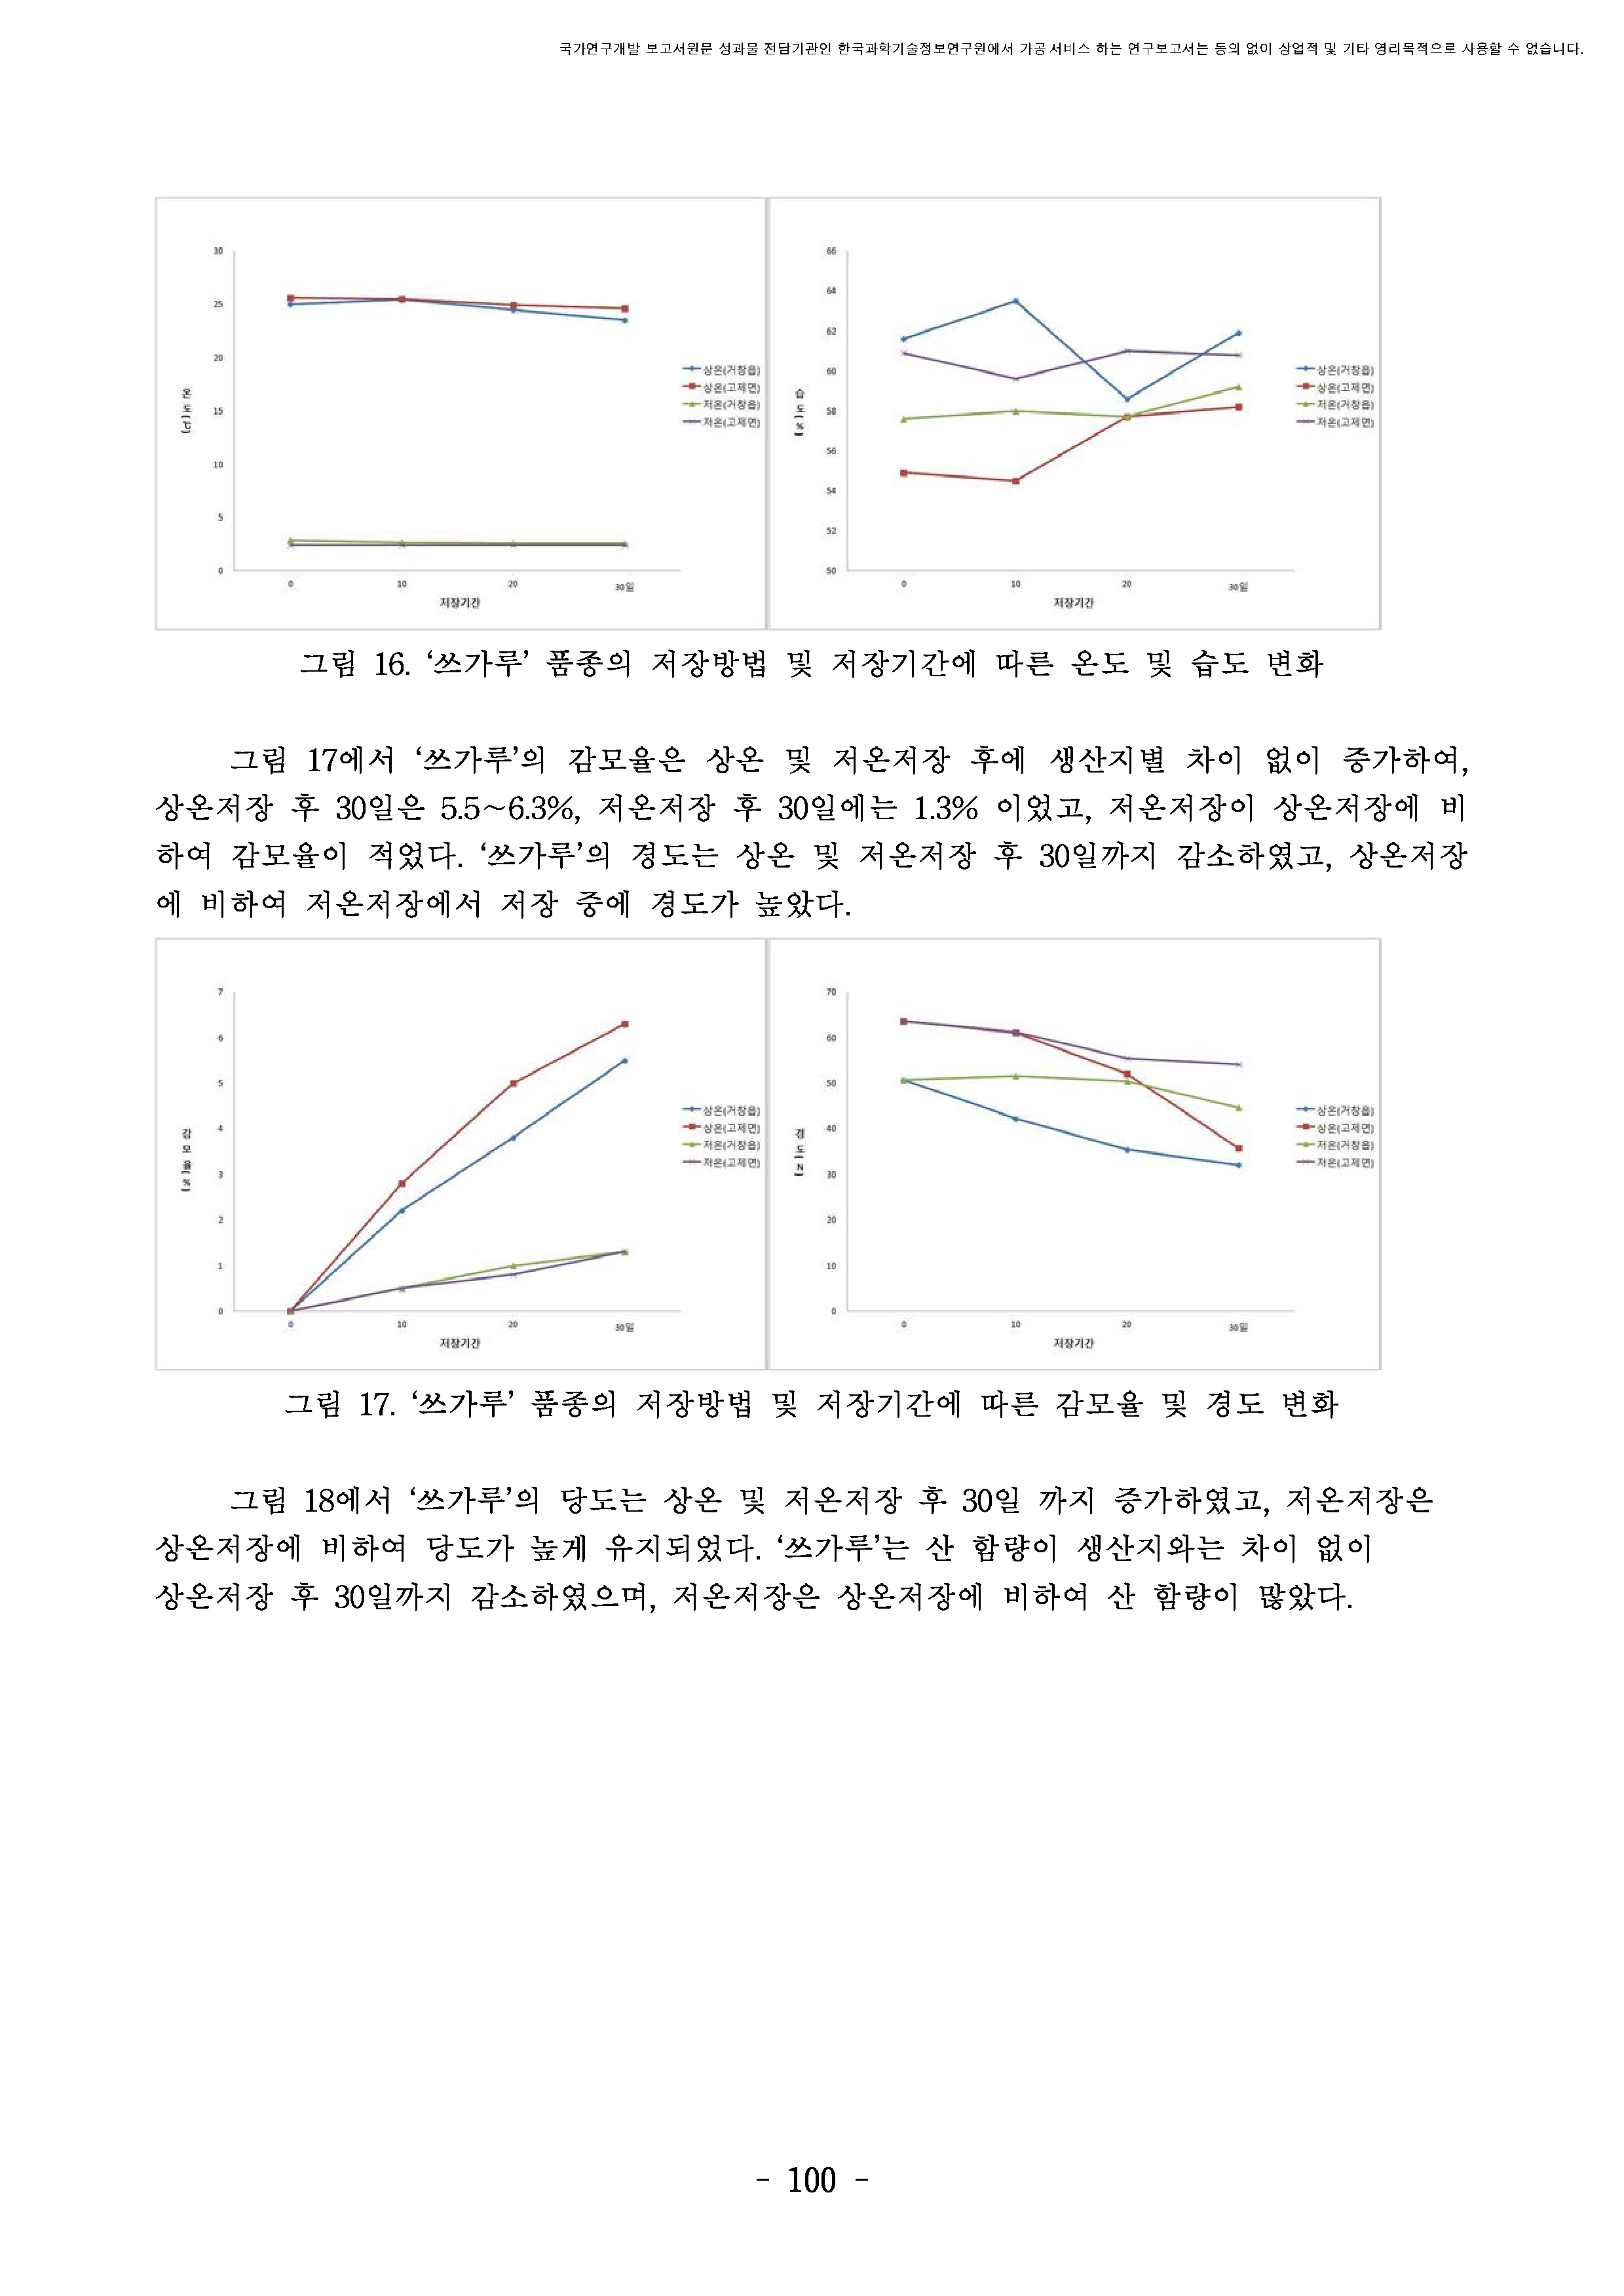 국가연구개발 보고서원문 성과물 전담기관인 한국과학기술정보연구원에서 가공·서비스 하는 연구보고서는 동의 없이 상업적 및 기타 영리목적으로 사용할 수 없습니다.
30
25
20
15
10
5
0
온도(℃)
0 10 20 30일
저장기간
상온(거창읍)
상온(고제면)
저온(거창읍)
저온(고제면)
66
64
62
60
58
56
54
52
50
습도(%)
0 10 20 30일
저장기간
상온(거창읍)
상온(고제면)
저온(거창읍)
저온(고제면)
그림 16. ‘쓰가루’ 품종의 저장방법 및 저장기간에 따른 온도 및 습도 변화
그림 17에서 ‘쓰가루’의 감모율은 상온 및 저온저장 후에 생산지별 차이 없이 증가하여,
상온저장 후 30일은 5.5~6.3%, 저온저장 후 30일에는 1.3% 이었고, 저온저장이 상온저장에 비
하여 감모율이 적었다. ‘쓰가루’의 경도는 상온 및 저온저장 후 30일까지 감소하였고, 상온저장
에 비하여 저온저장에서 저장 중에 경도가 높았다.
7
6
5
4
3
2
1
0
감모율(%)
0 10 20 30일
저장기간
상온(거창읍)
상온(고제면)
저온(거창읍)
저온(고제면)
70
60
50
40
30
20
10
0
경도(N)
0 10 20 30일
저장기간
상온(거창읍)
상온(고제면)
저온(거창읍)
저온(고제면)
그림 17. ‘쓰가루’ 품종의 저장방법 및 저장기간에 따른 감모율 및 경도 변화
그림 18에서 ‘쓰가루’의 당도는 상온 및 저온저장 후 30일 까지 증가하였고, 저온저장은
상온저장에 비하여 당도가 높게 유지되었다. ‘쓰가루’는 산 함량이 생산지와는 차이 없이
상온저장 후 30일까지 감소하였으며, 저온저장은 상온저장에 비하여 산 함량이 많았다.
- 100 -